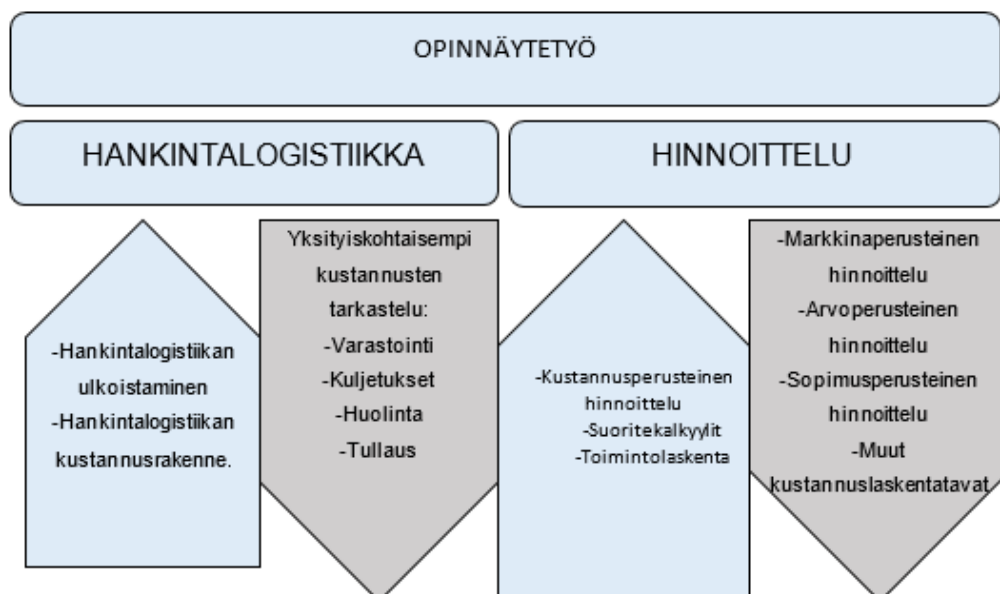 OPINNÄYTETYÖ
HANKINTALOGISTIIKKA
HINNOITTELU
-Hankintalogistiikan
ulkoistaminen
-Hankintalogistiikan
kustannusrakenne.
Yksityiskohtaisempi
kustannusten
tarkastelu:
-Varastointi
-Kuljetukset
-Huolinta
-Tullaus
-Kustannusperusteinen
hinnoittelu
-Suoritekalkyylit
-Toimintolaskenta
-Markkinaperusteinen
hinnoittelu
-Arvoperusteinen
hinnoittelu
-Sopimusperusteinen
hinnoittelu
-Muut
kustannuslaskentatavat